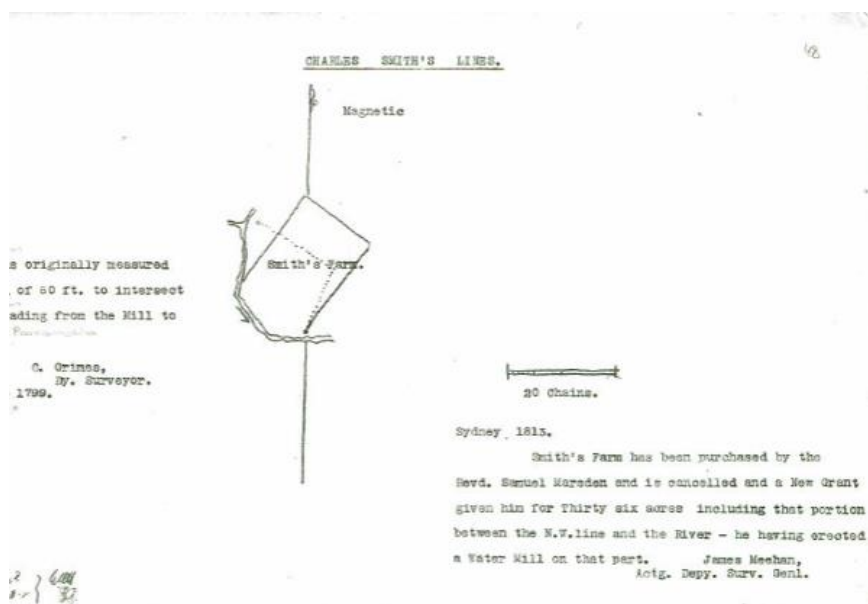 48
CHARLES SMITH'S LINES.
Magnetic
s originally measured
of 80 ft. to intersect
ading from the Mill to
Smith's Farm.
C. Grimes,
Dy. Surveyor.
1799.
20 Chains.
Sydney 1813.
Smith's Farm has been purchased by the
Revd. Samuel Marsden and is cancelled and a New Grant
given him for Thirty six acres including that portion
between the N.W.line and the River - he having erected
a Water Mill on that part. James Meehan,
Actg. Depy. Surv. Genl.